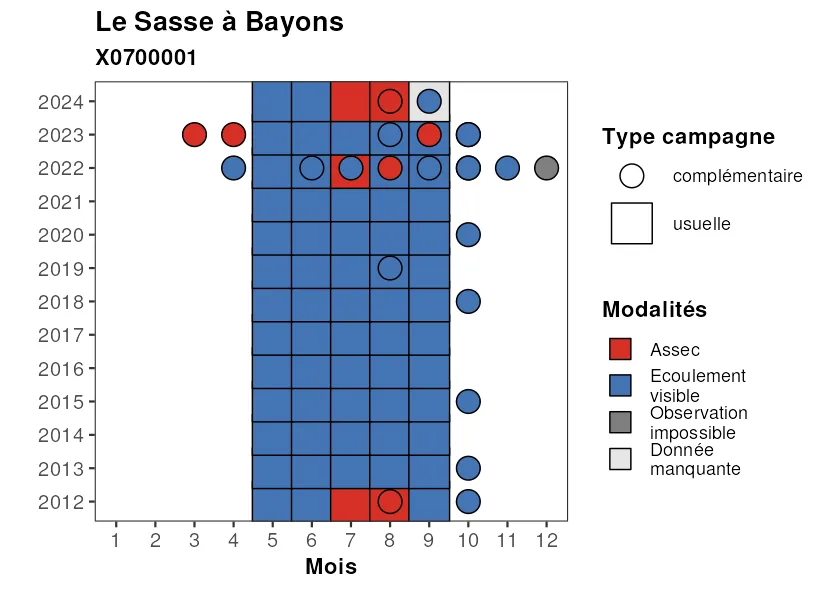 Le Sasse à Bayons
X0700001
2024
2023
2022
2021
2020
2019
2018
2017
2016
2015
2014
2013
2012
1 2 3 4 5 6 7 8 9 10 11 12
Mois
Type campagne
complémentaire
usuelle
Modalités
Assec
Ecoulement
visible
Observation
impossible
Donnée
manquante